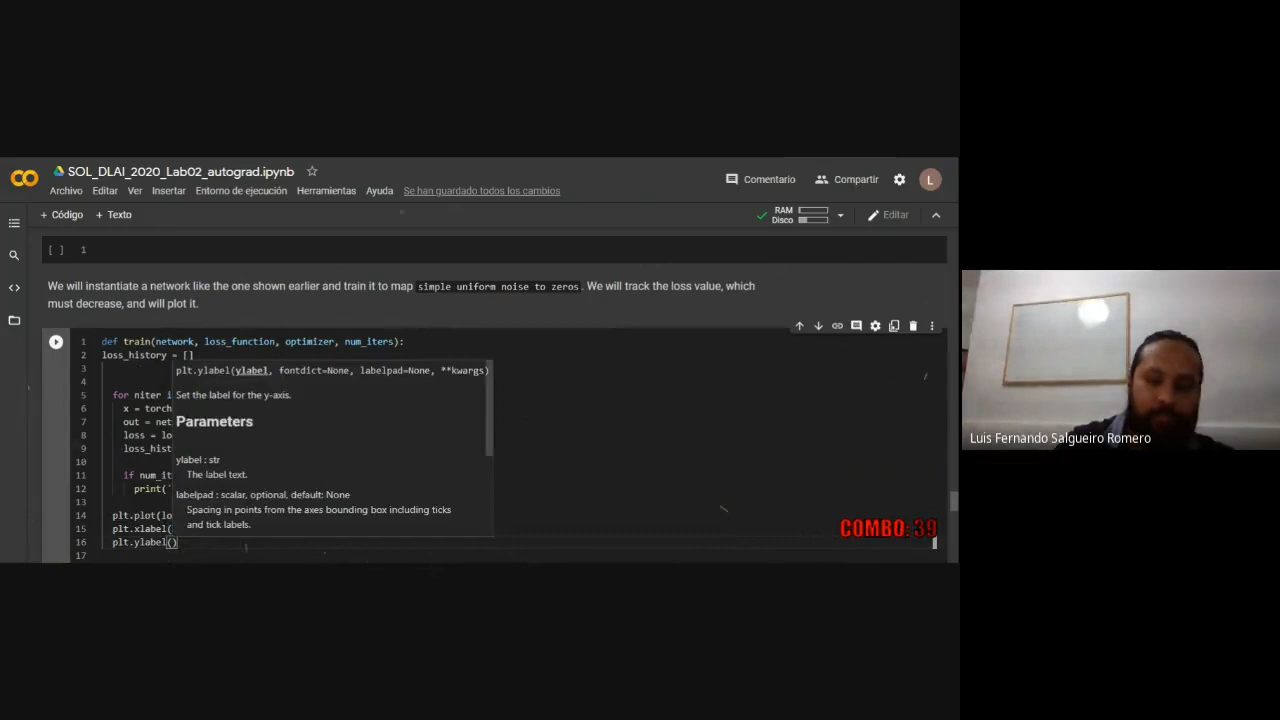 SOL_DLAI_2020_Lab02_autograd.ipynb
Archivo Editar Ver Insertar Entorno de ejecución Herramientas Ayuda Se han guardado todos los cambios
Comentario Compartir L
+ Código + Texto
RAM
Disco
Editar
[ ] 1
We will instantiate a network like the one shown earlier and train it to map simple uniform noise to zeros. We will track the loss value, which
must decrease, and will plot it.
1 def train(network, loss_function, optimizer, num_iters):
2 loss_history = []
3
4
5 for niter i
6 x = torch
7 out = net
8 loss = lo
9 loss_hist
10
11 if num_it
12 print(
13
14 plt.plot(lo
15 plt.xlabel(
16 plt.ylabel()
17
plt.ylabel(ylabel, fontdict=None, labelpad=None, **kwargs)
Set the label for the y-axis.
Parameters
ylabel : str
The label text.
labelpad : scalar, optional, default: None
Spacing in points from the axes bounding box including ticks
and tick labels.
COMBO: 39
Luis Fernando Salgueiro Romero